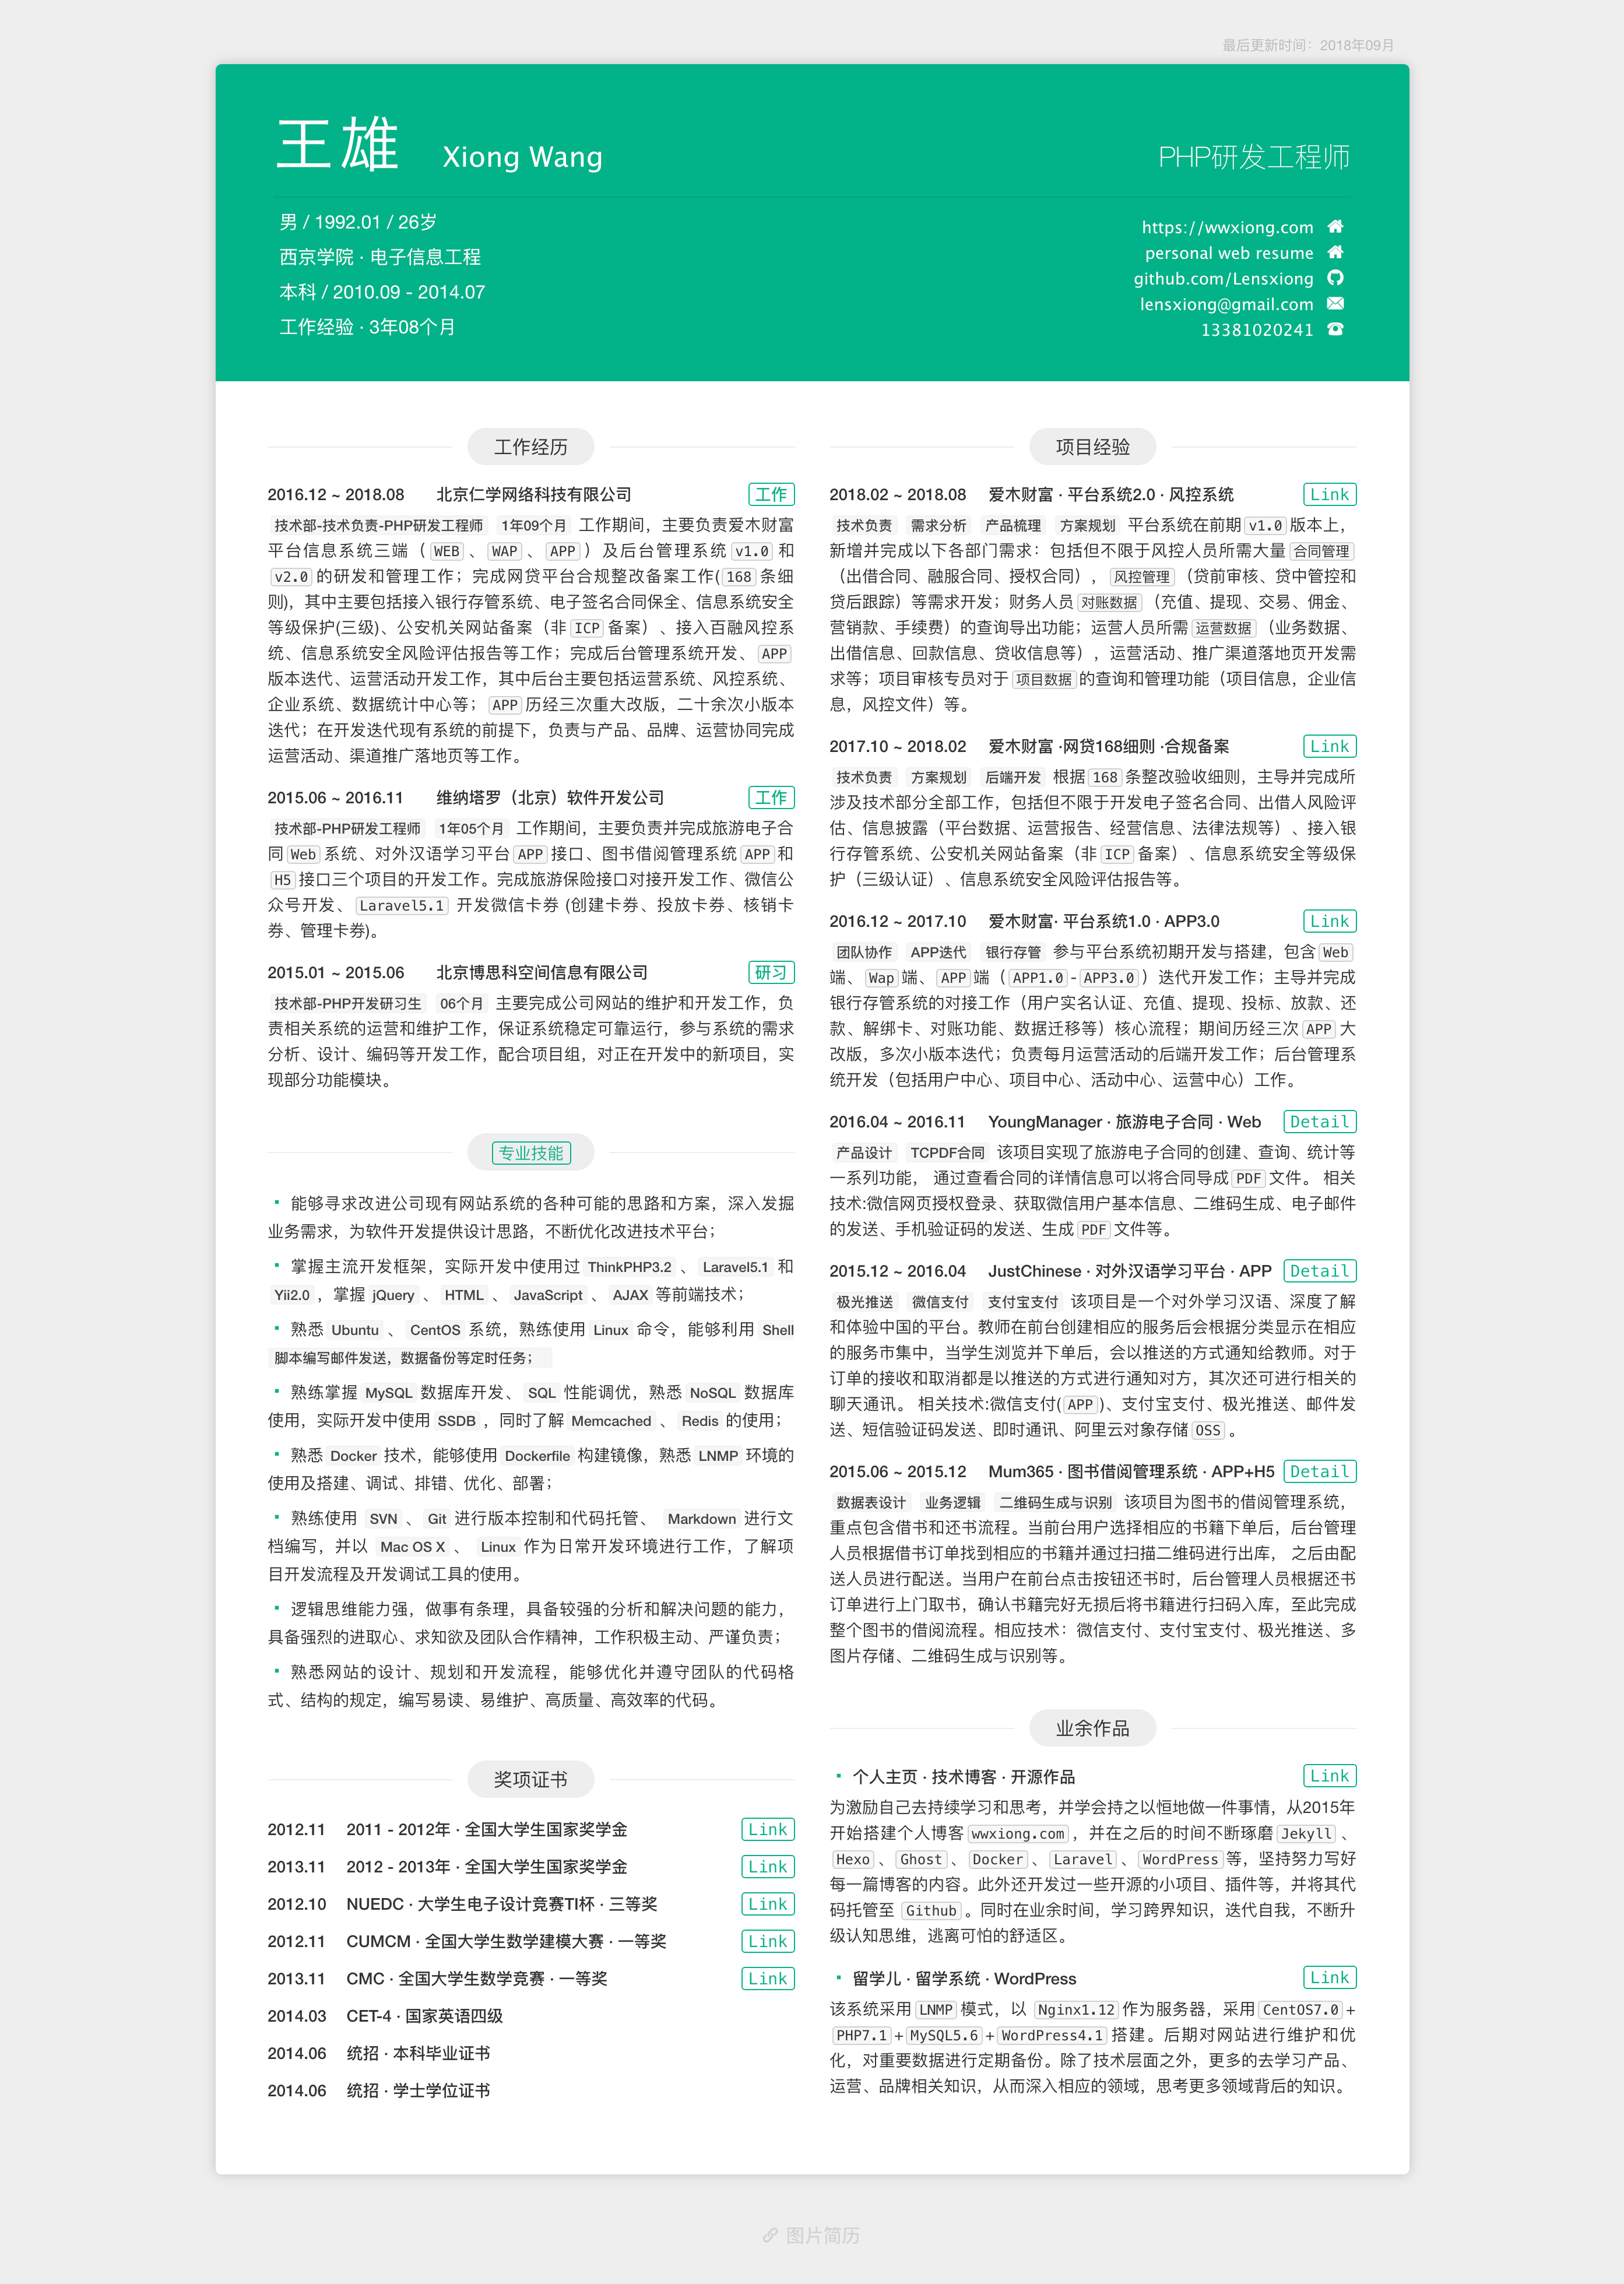 最后更新时间：2018年09月
王雄 Xiong Wang
PHP研发工程师
男 / 1992.01 / 26岁
西京学院 · 电子信息工程
本科 / 2010.09 - 2014.07
工作经验 · 3年08个月
https://wwxiong.com
personal web resume
github.com/Lensxiong
lensxiong@gmail.com
13381020241
工作经历
2016.12 ~ 2018.08 北京仁学网络科技有限公司 工作
技术部-技术负责-PHP研发工程师 1年09个月 工作期间，主要负责爱木财富
平台信息系统三端（ WEB 、 WAP 、 APP ）及后台管理系统 v1.0 和
v2.0 的研发和管理工作；完成网贷平台合规整改备案工作( 168 条细
则)，其中主要包括接入银行存管系统、电子签名合同保全、信息系统安全
等级保护(三级)、公安机关网站备案（非 ICP 备案）、接入百融风控系
统、信息系统安全风险评估报告等工作；完成后台管理系统开发、 APP
版本迭代、运营活动开发工作，其中后台主要包括运营系统、风控系统、
企业系统、数据统计中心等； APP 历经三次重大改版，二十余次小版本
迭代；在开发迭代现有系统的前提下，负责与产品、品牌、运营协同完成
运营活动、渠道推广落地页等工作。
2015.06 ~ 2016.11 维纳塔罗（北京）软件开发公司 工作
技术部-PHP研发工程师 1年05个月 工作期间，主要负责并完成旅游电子合
同 Web 系统、对外汉语学习平台 APP 接口、图书借阅管理系统 APP 和
H5 接口三个项目的开发工作。完成旅游保险接口对接开发工作、微信公
众号开发、 Laravel5.1 开发微信卡券 (创建卡券、投放卡券、核销卡
券、管理卡券)。
2015.01 ~ 2015.06 北京博思科空间信息有限公司 研习
技术部-PHP开发研习生 06个月 主要完成公司网站的维护和开发工作，负
责相关系统的运营和维护工作，保证系统稳定可靠运行，参与系统的需求
分析、设计、编码等开发工作，配合项目组，对正在开发中的新项目，实
现部分功能模块。
专业技能
▪ 能够寻求改进公司现有网站系统的各种可能的思路和方案，深入发掘
业务需求，为软件开发提供设计思路，不断优化改进技术平台；
▪ 掌握主流开发框架，实际开发中使用过 ThinkPHP3.2 、 Laravel5.1 和
Yii2.0 ，掌握 jQuery 、 HTML 、 JavaScript 、 AJAX 等前端技术；
▪ 熟悉 Ubuntu 、 CentOS 系统，熟练使用 Linux 命令，能够利用 Shell
脚本编写邮件发送，数据备份等定时任务；
▪ 熟练掌握 MySQL 数据库开发、 SQL 性能调优，熟悉 NoSQL 数据库
使用，实际开发中使用 SSDB ，同时了解 Memcached 、 Redis 的使用；
▪ 熟悉 Docker 技术，能够使用 Dockerfile 构建镜像，熟悉 LNMP 环境的
使用及搭建、调试、排错、优化、部署；
▪ 熟练使用 SVN 、 Git 进行版本控制和代码托管、 Markdown 进行文
档编写，并以 Mac OS X 、 Linux 作为日常开发环境进行工作，了解项
目开发流程及开发调试工具的使用。
▪ 逻辑思维能力强，做事有条理，具备较强的分析和解决问题的能力，
具备强烈的进取心、求知欲及团队合作精神，工作积极主动、严谨负责；
▪ 熟悉网站的设计、规划和开发流程，能够优化并遵守团队的代码格
式、结构的规定，编写易读、易维护、高质量、高效率的代码。
奖项证书
2012.11 2011 - 2012年 · 全国大学生国家奖学金 Link
2013.11 2012 - 2013年 · 全国大学生国家奖学金 Link
2012.10 NUEDC · 大学生电子设计竞赛TI杯 · 三等奖 Link
2012.11 CUMCM · 全国大学生数学建模大赛 · 一等奖 Link
2013.11 CMC · 全国大学生数学竞赛 · 一等奖 Link
2014.03 CET-4 · 国家英语四级
2014.06 统招 · 本科毕业证书
2014.06 统招 · 学士学位证书
项目经验
2018.02 ~ 2018.08 爱木财富 · 平台系统2.0 · 风控系统 Link
技术负责 需求分析 产品梳理 方案规划 平台系统在前期 v1.0 版本上，
新增并完成以下各部门需求：包括但不限于风控人员所需大量 合同管理
（出借合同、融服合同、授权合同）， 风控管理 （贷前审核、贷中管控和
贷后跟踪）等需求开发；财务人员 对账数据 （充值、提现、交易、佣金、
营销款、手续费）的查询导出功能；运营人员所需 运营数据 （业务数据、
出借信息、回款信息、贷收信息等），运营活动、推广渠道落地页开发需
求等；项目审核专员对于 项目数据 的查询和管理功能（项目信息，企业信
息，风控文件）等。
2017.10 ~ 2018.02 爱木财富 ·网贷168细则 ·合规备案 Link
技术负责 方案规划 后端开发 根据 168 条整改验收细则，主导并完成所
涉及技术部分全部工作，包括但不限于开发电子签名合同、出借人风险评
估、信息披露（平台数据、运营报告、经营信息、法律法规等）、接入银
行存管系统、公安机关网站备案（非 ICP 备案）、信息系统安全等级保
护（三级认证）、信息系统安全风险评估报告等。
2016.12 ~ 2017.10 爱木财富· 平台系统1.0 · APP3.0 Link
团队协作 APP迭代 银行存管 参与平台系统初期开发与搭建，包含 Web
端、 Wap 端、 APP 端（ APP1.0 - APP3.0 ）迭代开发工作；主导并完成
银行存管系统的对接工作（用户实名认证、充值、提现、投标、放款、还
款、解绑卡、对账功能、数据迁移等）核心流程；期间历经三次 APP 大
改版，多次小版本迭代；负责每月运营活动的后端开发工作；后台管理系
统开发（包括用户中心、项目中心、活动中心、运营中心）工作。
2016.04 ~ 2016.11 YoungManager · 旅游电子合同 · Web Detail
产品设计 TCPDF合同 该项目实现了旅游电子合同的创建、查询、统计等
一系列功能， 通过查看合同的详情信息可以将合同导成 PDF 文件。 相关
技术:微信网页授权登录、获取微信用户基本信息、二维码生成、电子邮件
的发送、手机验证码的发送、生成 PDF 文件等。
2015.12 ~ 2016.04 JustChinese · 对外汉语学习平台 · APP Detail
极光推送 微信支付 支付宝支付 该项目是一个对外学习汉语、深度了解
和体验中国的平台。教师在前台创建相应的服务后会根据分类显示在相应
的服务市集中，当学生浏览并下单后，会以推送的方式通知给教师。对于
订单的接收和取消都是以推送的方式进行通知对方，其次还可进行相关的
聊天通讯。 相关技术:微信支付( APP )、支付宝支付、极光推送、邮件发
送、短信验证码发送、即时通讯、阿里云对象存储 OSS 。
2015.06 ~ 2015.12 Mum365 · 图书借阅管理系统 · APP+H5 Detail
数据表设计 业务逻辑 二维码生成与识别 该项目为图书的借阅管理系统，
重点包含借书和还书流程。当前台用户选择相应的书籍下单后，后台管理
人员根据借书订单找到相应的书籍并通过扫描二维码进行出库， 之后由配
送人员进行配送。当用户在前台点击按钮还书时，后台管理人员根据还书
订单进行上门取书，确认书籍完好无损后将书籍进行扫码入库，至此完成
整个图书的借阅流程。相应技术：微信支付、支付宝支付、极光推送、多
图片存储、二维码生成与识别等。
业余作品
▪ 个人主页 · 技术博客 · 开源作品 Link
为激励自己去持续学习和思考，并学会持之以恒地做一件事情，从2015年
开始搭建个人博客 wwxiong.com ，并在之后的时间不断琢磨 Jekyll 、
Hexo 、 Ghost 、 Docker 、 Laravel 、 WordPress 等，坚持努力写好
每一篇博客的内容。此外还开发过一些开源的小项目、插件等，并将其代
码托管至 Github 。同时在业余时间，学习跨界知识，迭代自我，不断升
级认知思维，逃离可怕的舒适区。
▪ 留学儿 · 留学系统 · WordPress Link
该系统采用 LNMP 模式，以 Nginx1.12 作为服务器，采用 CentOS7.0 +
PHP7.1 + MySQL5.6 + WordPress4.1 搭建。后期对网站进行维护和优
化，对重要数据进行定期备份。除了技术层面之外，更多的去学习产品、
运营、品牌相关知识，从而深入相应的领域，思考更多领域背后的知识。
图片简历